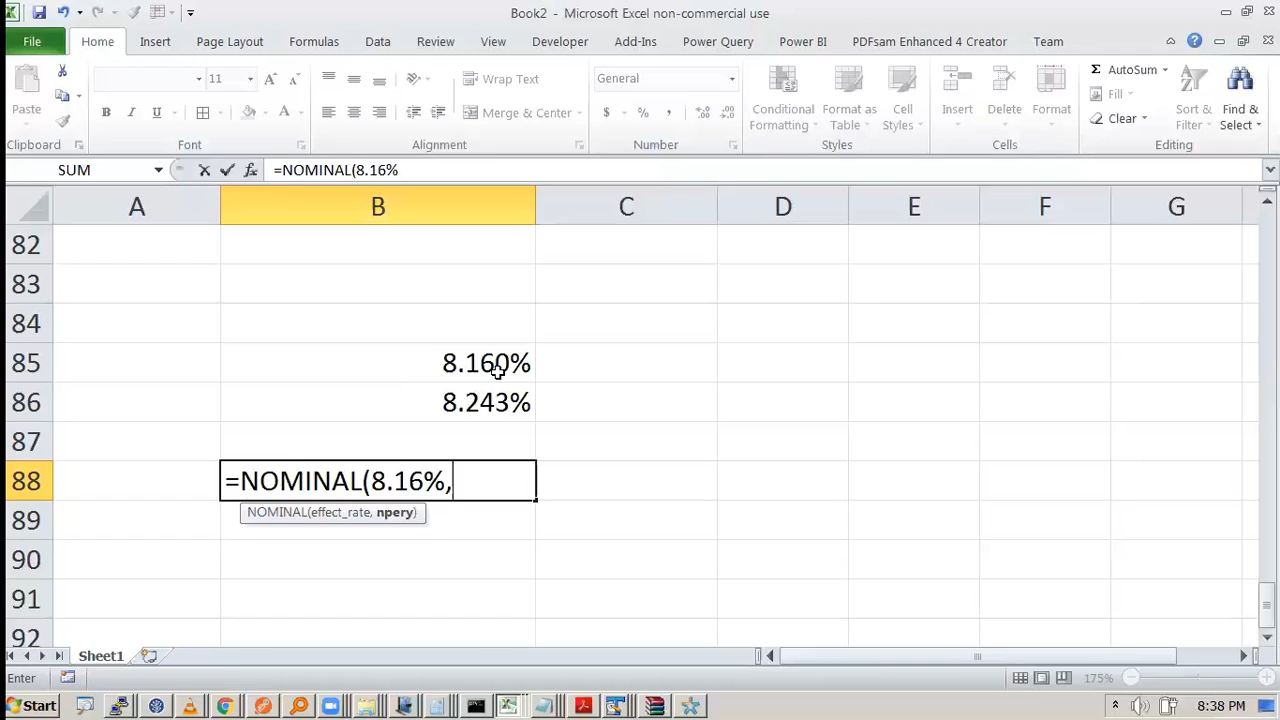 Book2 - Microsoft Excel non-commercial use
File Home Insert Page Layout Formulas Data Review View Developer Add-Ins Power Query Power BI PDFsam Enhanced 4 Creator Team
Paste
11
Wrap Text
Merge & Center
General
Conditional Formatting
Format as Table
Cell Styles
Insert
Delete
Format
AutoSum
Fill
Clear
Sort & Filter
Find & Select
Clipboard Font Alignment Number Styles Cells Editing
SUM
=NOMINAL(8.16%
A B C D E F G
82
83
84
85 8.160%
86 8.243%
87
88 =NOMINAL(8.16%,
NOMINAL(effect_rate, npery)
89
90
91
92
Sheet1
Enter 175%
Start 8:38 PM